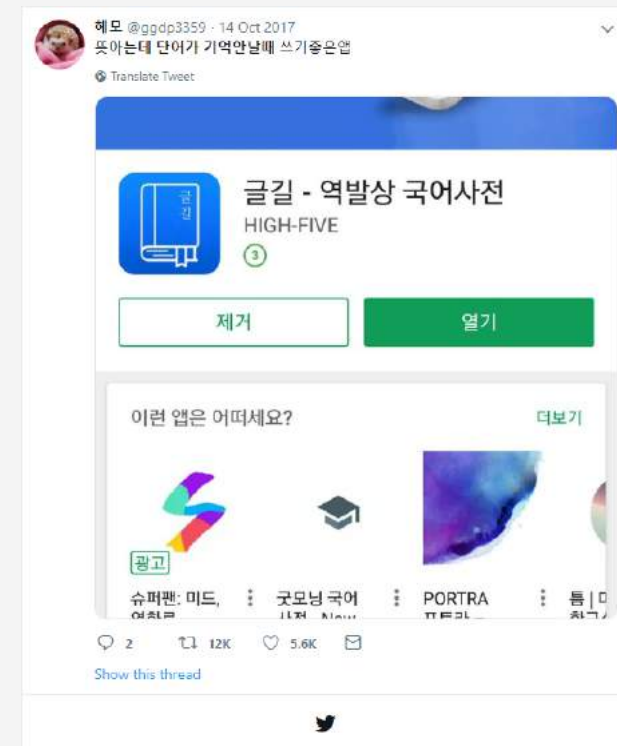 헤모 @ggdp3359 · 14 Oct 2017
뜻아는데 단어가 기억안날때 쓰기좋은앱
Translate Tweet
글길
글길 - 역발상 국어사전
HIGH-FIVE
3
제거 열기
이런 앱은 어떠세요? 더보기
광고
슈퍼팬: 미드, 굿모닝 국어 PORTRA 틈 |
2 12K 5.6K
Show this thread